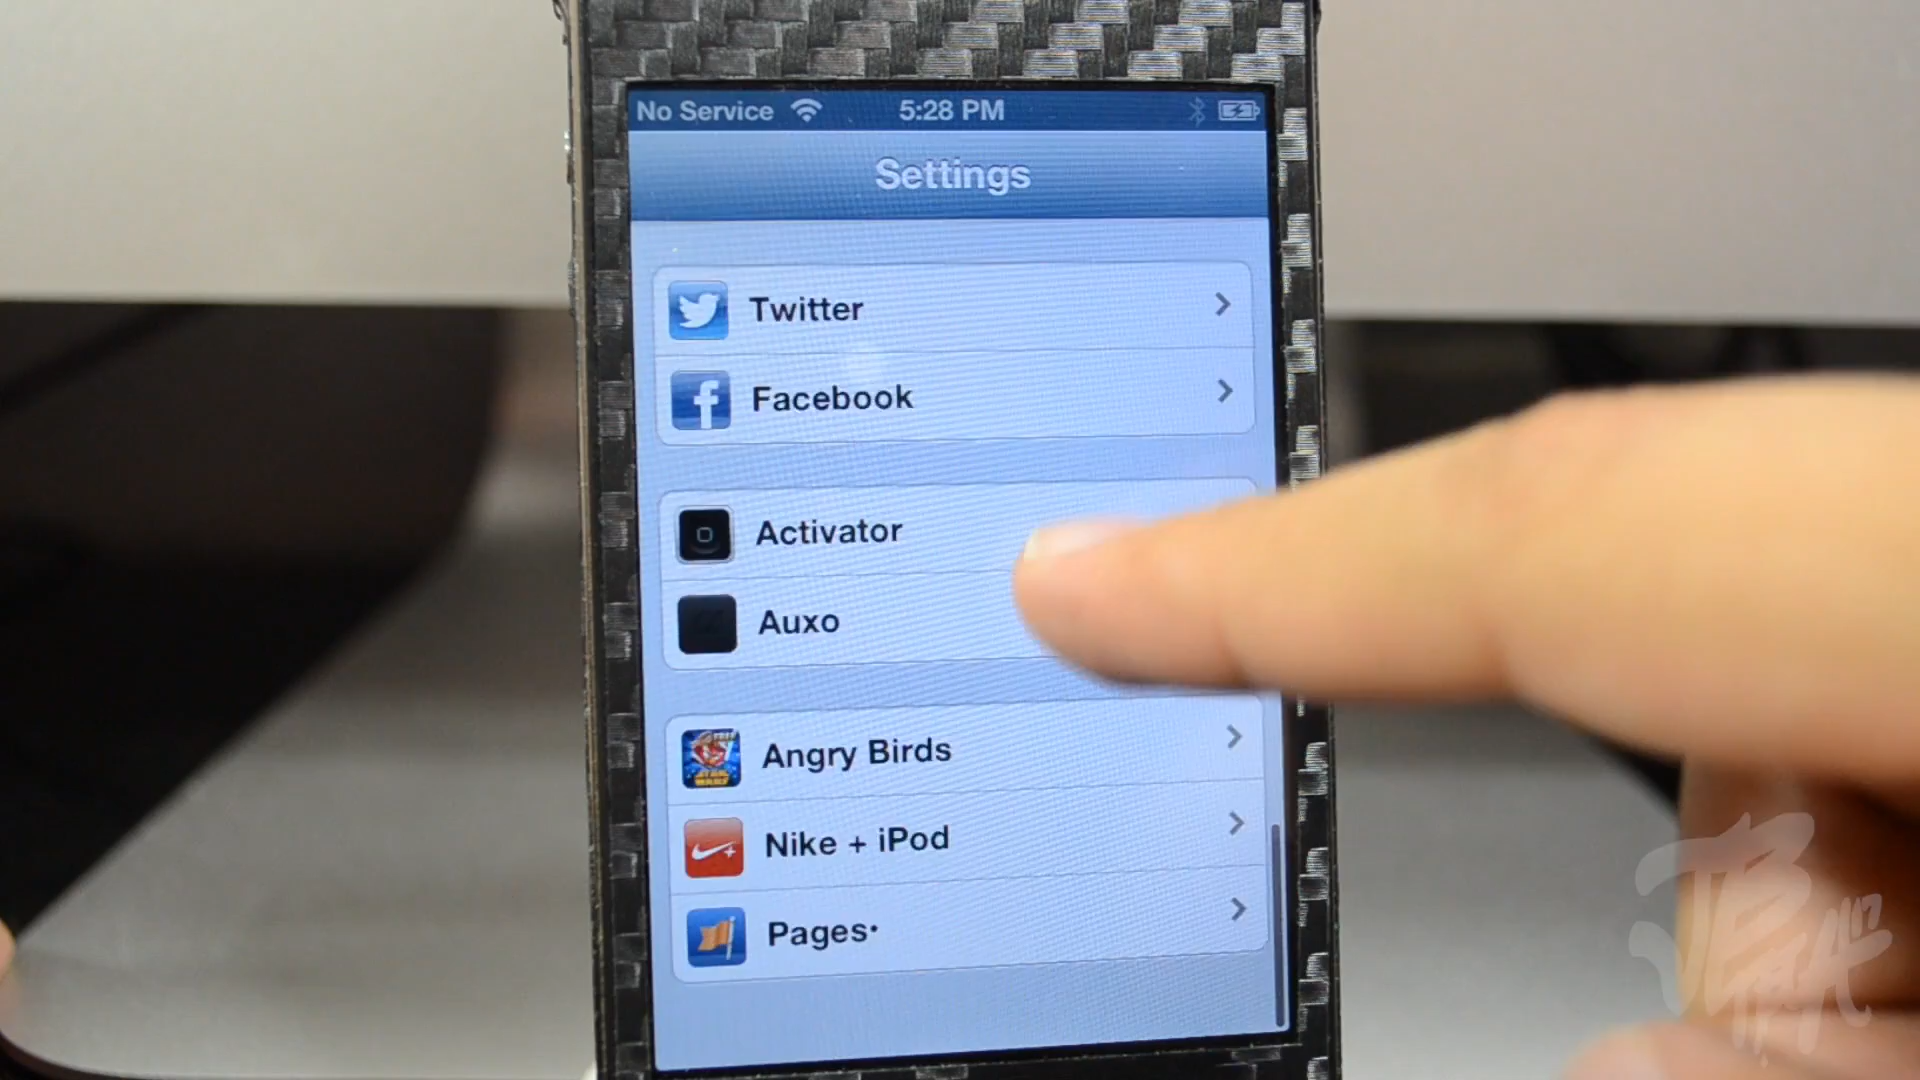 No Service 5:28 PM
Settings
Twitter
Facebook
Activator
Auxo
Angry Birds
Nike + iPod
Pages•